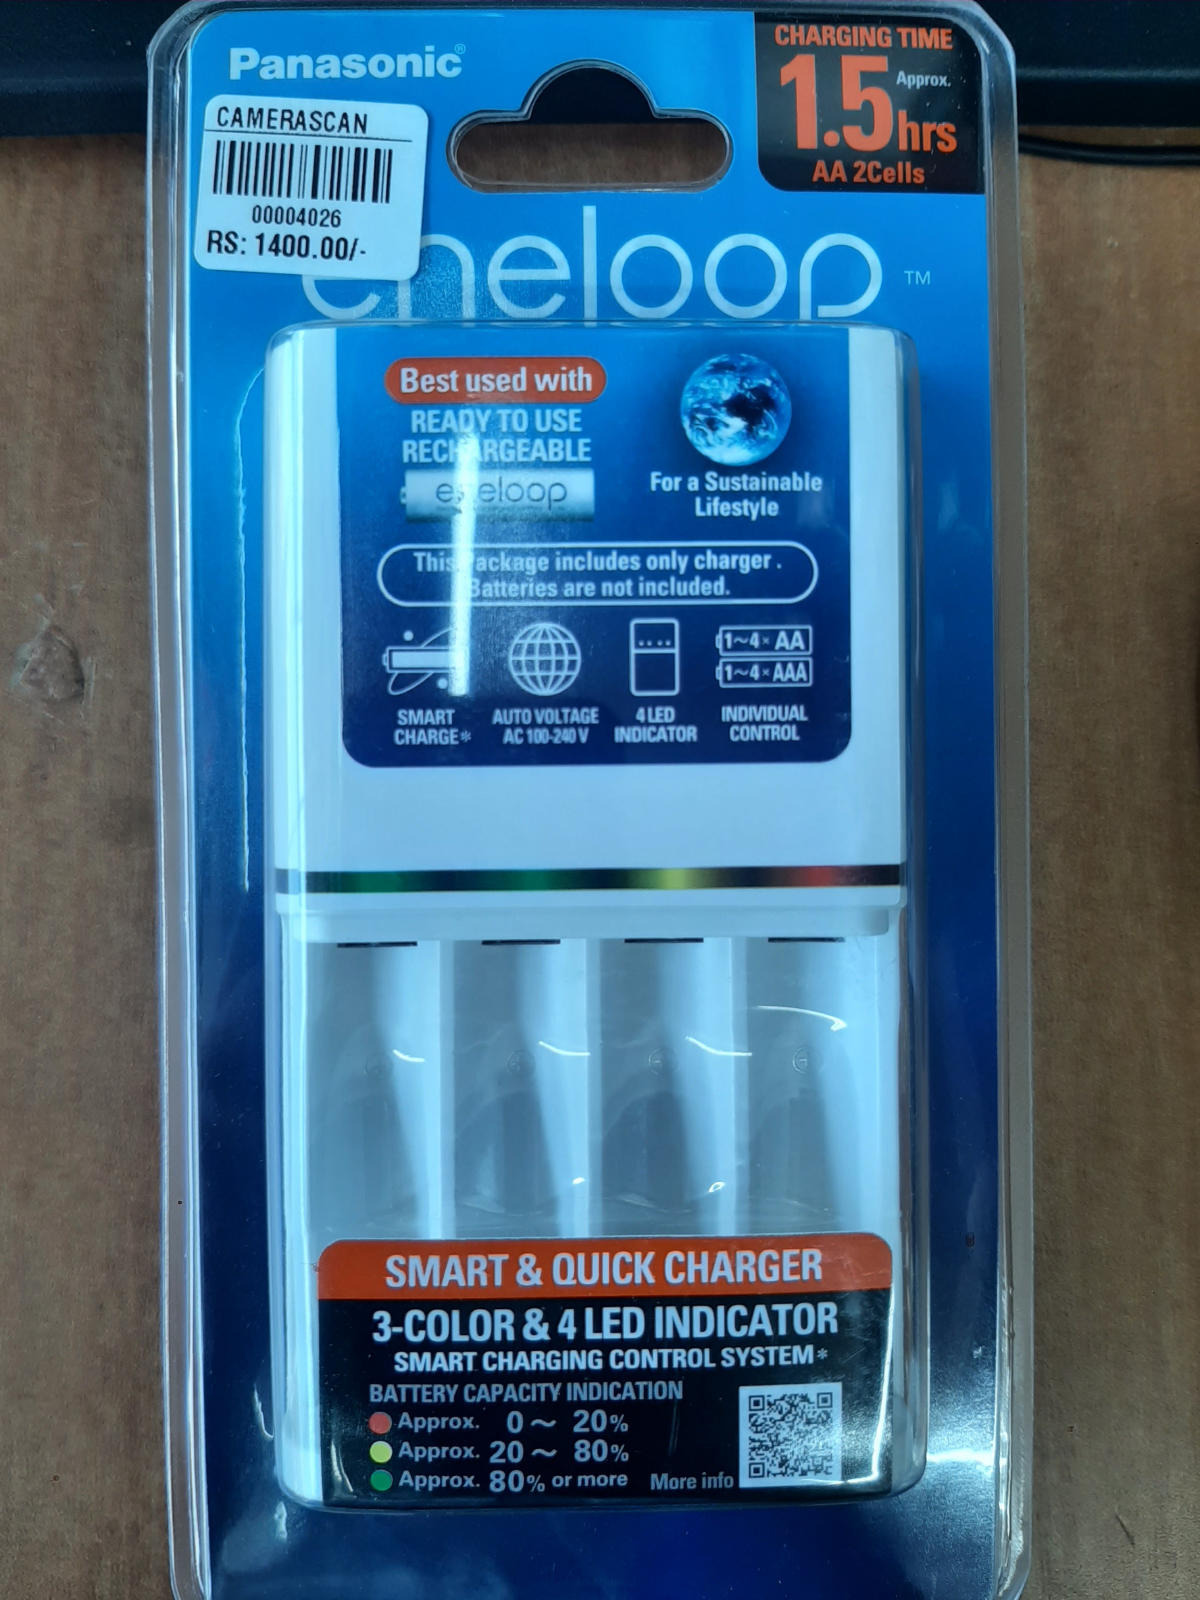 Panasonic®
CHARGING TIME
Approx.
1.5hrs
AA 2Cells
CAMERASCAN
00004026
RS: 1400.00/-
eneloop™
Best used with
READY TO USE
RECHARGEABLE
eneloop
For a Sustainable
Lifestyle
This package includes only charger .
Batteries are not included.
1～4× AA
1～4× AAA
SMART
CHARGE*
AUTO VOLTAGE
AC 100-240 V
4 LED
INDICATOR
INDIVIDUAL
CONTROL
SMART & QUICK CHARGER
3-COLOR & 4 LED INDICATOR
SMART CHARGING CONTROL SYSTEM*
BATTERY CAPACITY INDICATION
Approx. 0～ 20%
Approx. 20～ 80%
Approx. 80% or more
More info